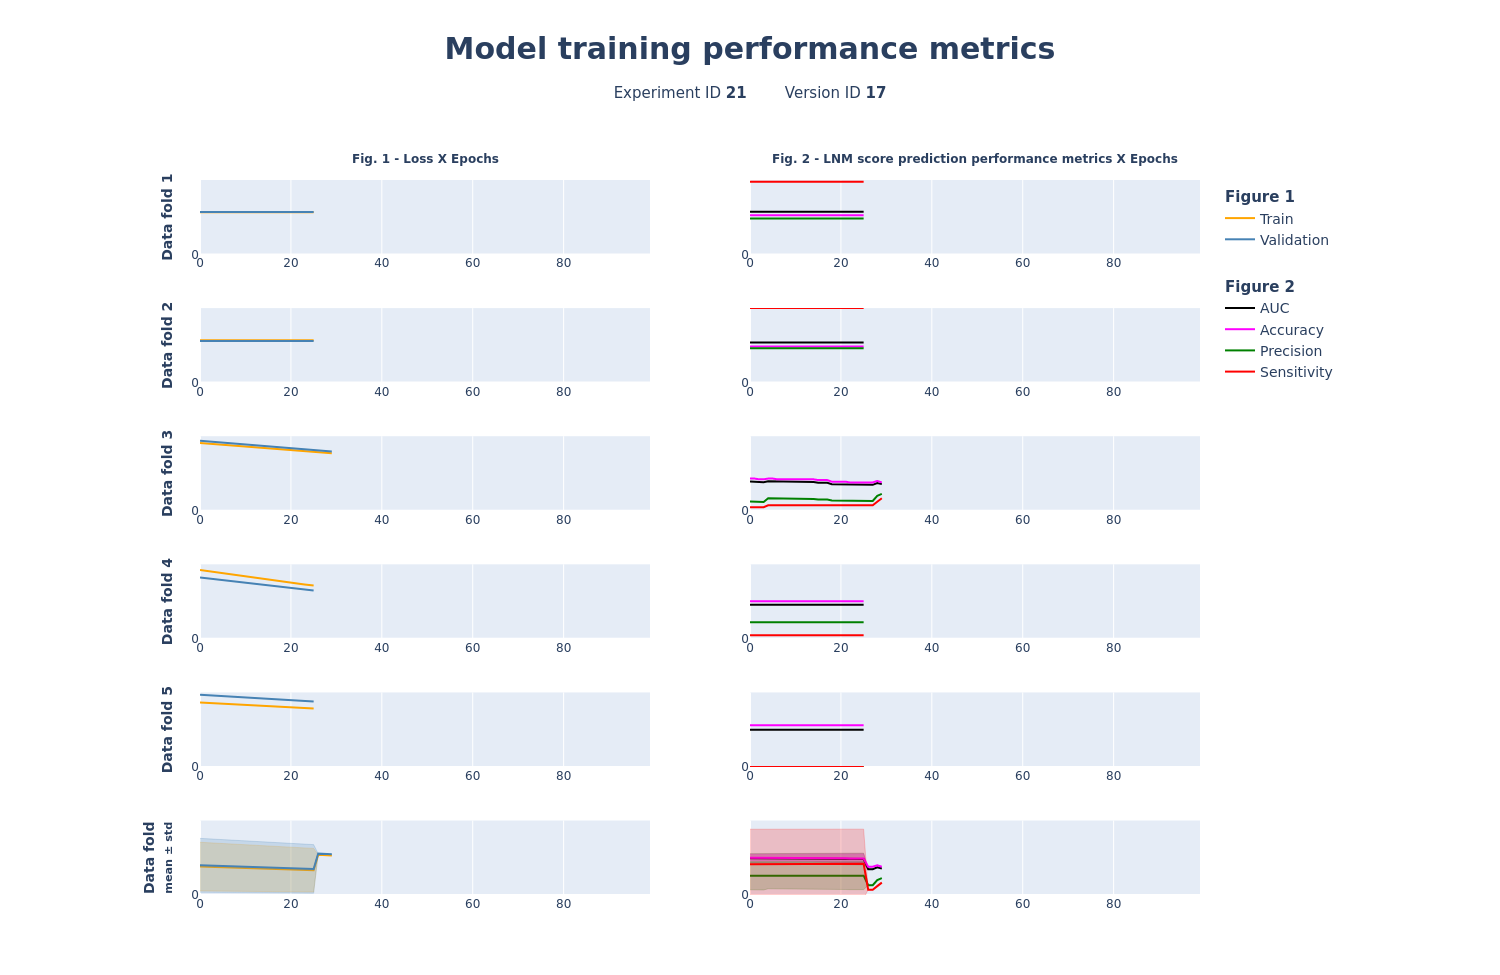 Model training performance metrics
Experiment ID 21 Version ID 17
Fig. 1 - Loss X Epochs
Fig. 2 - LNM score prediction performance metrics X Epochs
Data fold 1
0
0 20 40 60 80
0
0 20 40 60 80
Figure 1
Train
Validation
Figure 2
AUC
Accuracy
Precision
Sensitivity
Data fold 2
0
0 20 40 60 80
0
0 20 40 60 80
Data fold 3
0
0 20 40 60 80
0
0 20 40 60 80
Data fold 4
0
0 20 40 60 80
0
0 20 40 60 80
Data fold 5
0
0 20 40 60 80
0
0 20 40 60 80
Data fold
mean ± std
0
0 20 40 60 80
0
0 20 40 60 80